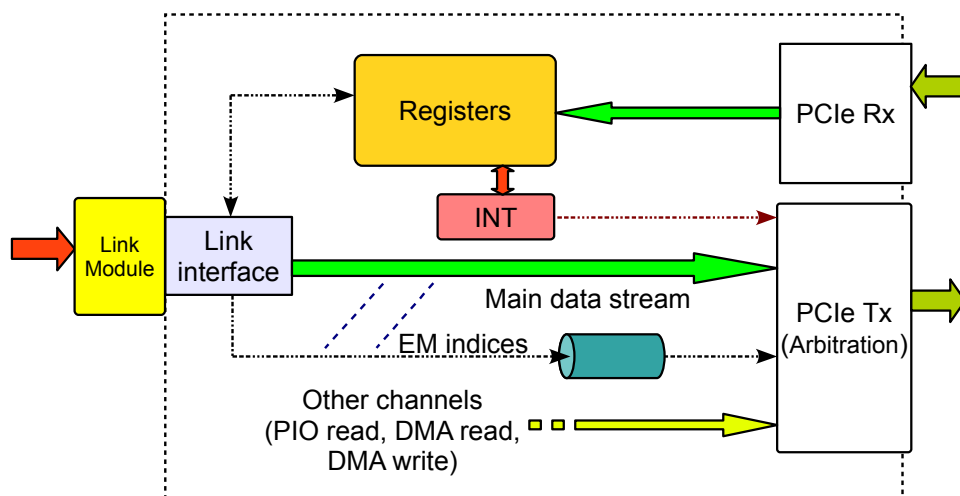 Registers
PCIe Rx
INT
Link
Module
Link
interface
Main data stream
PCIe Tx
(Arbitration)
EM indices
Other channels
(PIO read, DMA read,
DMA write)